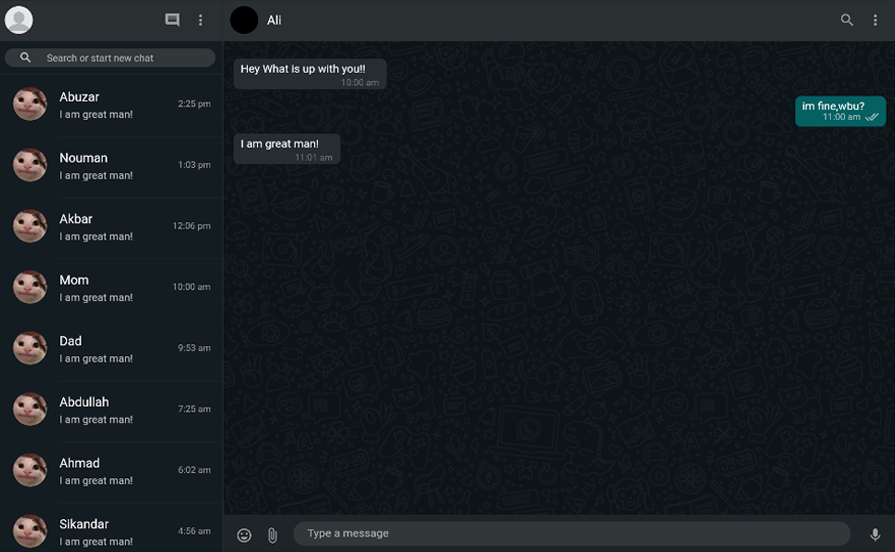 Search or start new chat
Abuzar
2:25 pm
I am great man!
Nouman
1:03 pm
I am great man!
Akbar
12:06 pm
I am great man!
Mom
10:00 am
I am great man!
Dad
9:53 am
I am great man!
Abdullah
7:25 am
I am great man!
Ahmad
6:02 am
I am great man!
Sikandar
4:56 am
I am great man!
Ali
Hey What is up with you!!
10:00 am
im fine,wbu?
11:00 am
I am great man!
11:01 am
Type a message